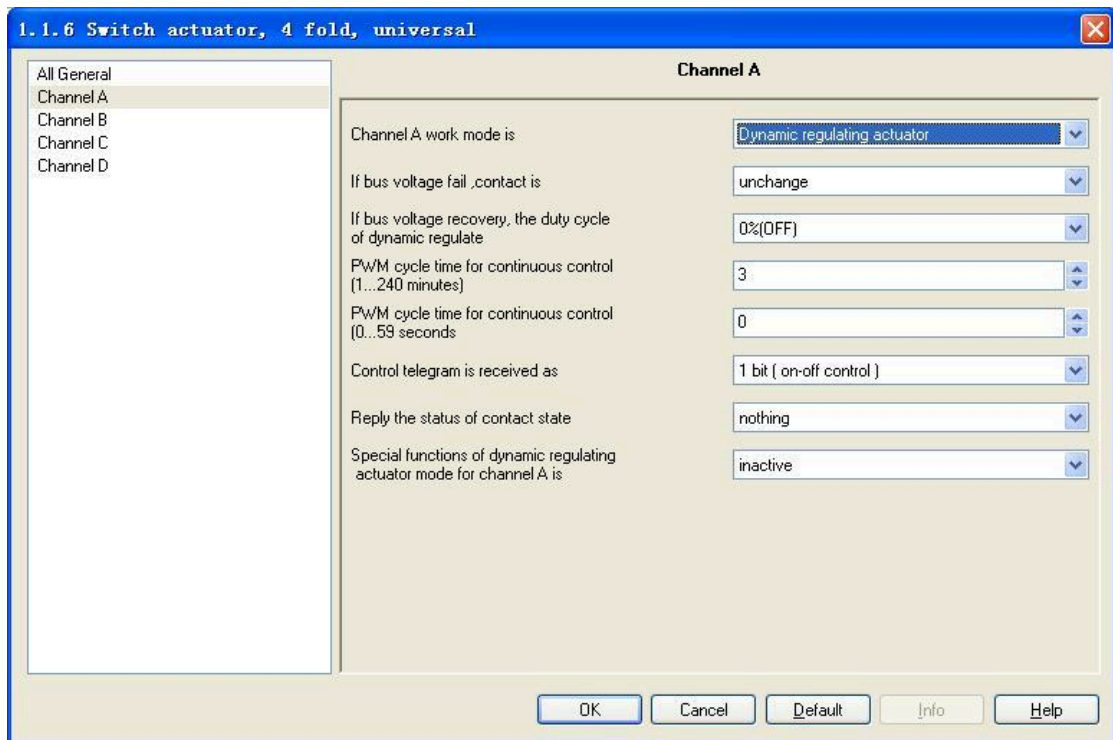 1.1.6 Switch actuator, 4 fold, universal
All General
Channel A
Channel B
Channel C
Channel D
Channel A
Channel A work mode is
Dynamic regulating actuator
If bus voltage fail ,contact is
unchange
If bus voltage recovery, the duty cycle
of dynamic regulate
0%(OFF)
PWM cycle time for continuous control
(1...240 minutes)
3
PWM cycle time for continuous control
(0...59 seconds
0
Control telegram is received as
1 bit ( on-off control )
Reply the status of contact state
nothing
Special functions of dynamic regulating
actuator mode for channel A is
inactive
OK
Cancel
Default
Info
Help